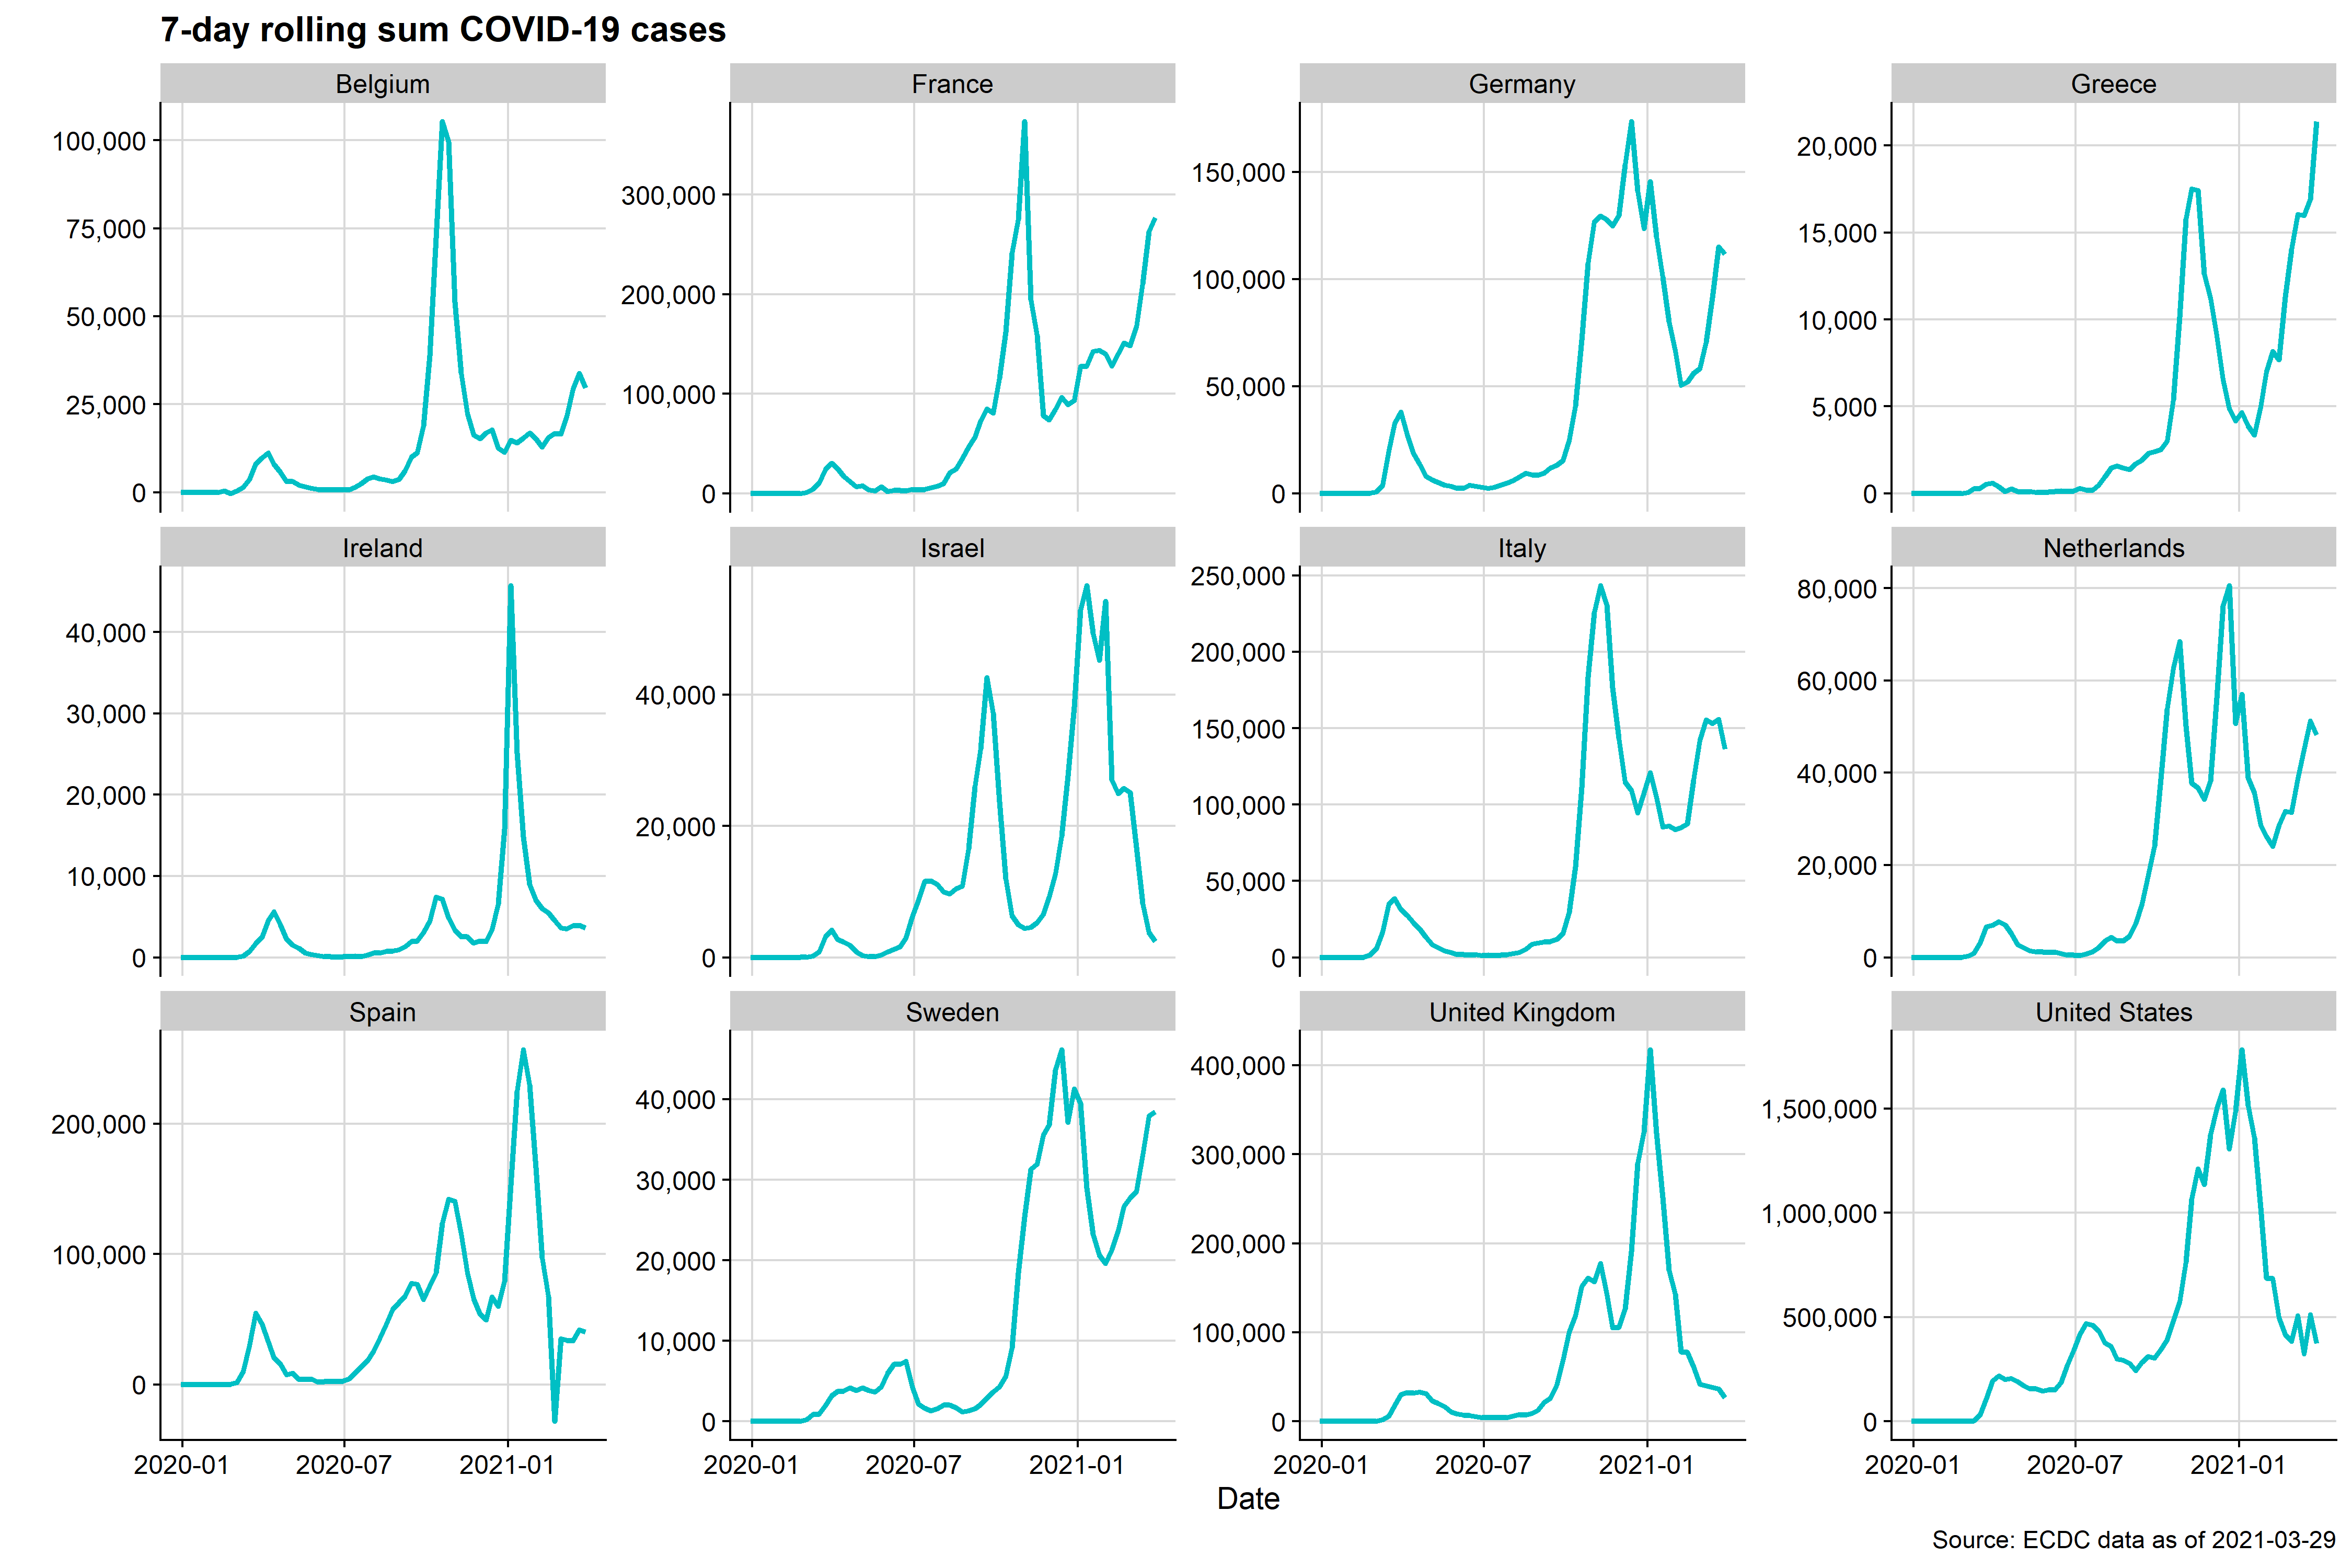 7-day rolling sum COVID-19 cases
Belgium
France
Germany
Greece
100,000
75,000
50,000
25,000
0
300,000
200,000
100,000
0
150,000
100,000
50,000
0
20,000
15,000
10,000
5,000
0
Ireland
Israel
Italy
Netherlands
40,000
30,000
20,000
10,000
0
40,000
20,000
0
250,000
200,000
150,000
100,000
50,000
0
80,000
60,000
40,000
20,000
0
Spain
Sweden
United Kingdom
United States
200,000
100,000
0
40,000
30,000
20,000
10,000
0
400,000
300,000
200,000
100,000
0
1,500,000
1,000,000
500,000
0
2020-01 2020-07 2021-01
2020-01 2020-07 2021-01
2020-01 2020-07 2021-01
2020-01 2020-07 2021-01
Date
Source: ECDC data as of 2021-03-29